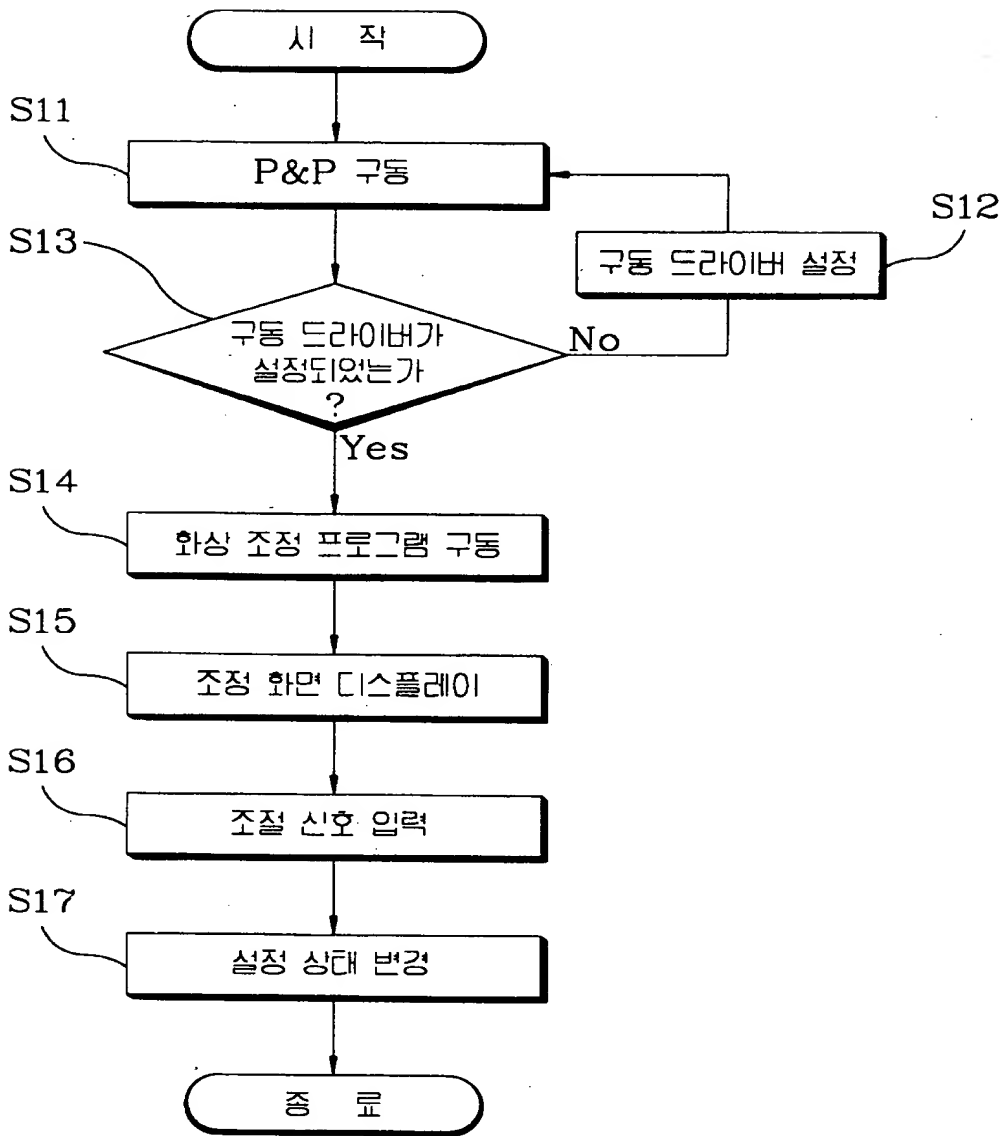 시 작
S11
P&P 구동
S12
구동 드라이버 설정
S13
구동 드라이버가
설정되었는가
?
No
Yes
S14
화상 조정 프로그램 구동
S15
조정 화면 디스플레이
S16
조절 신호 입력
S17
설정 상태 변경
종 료